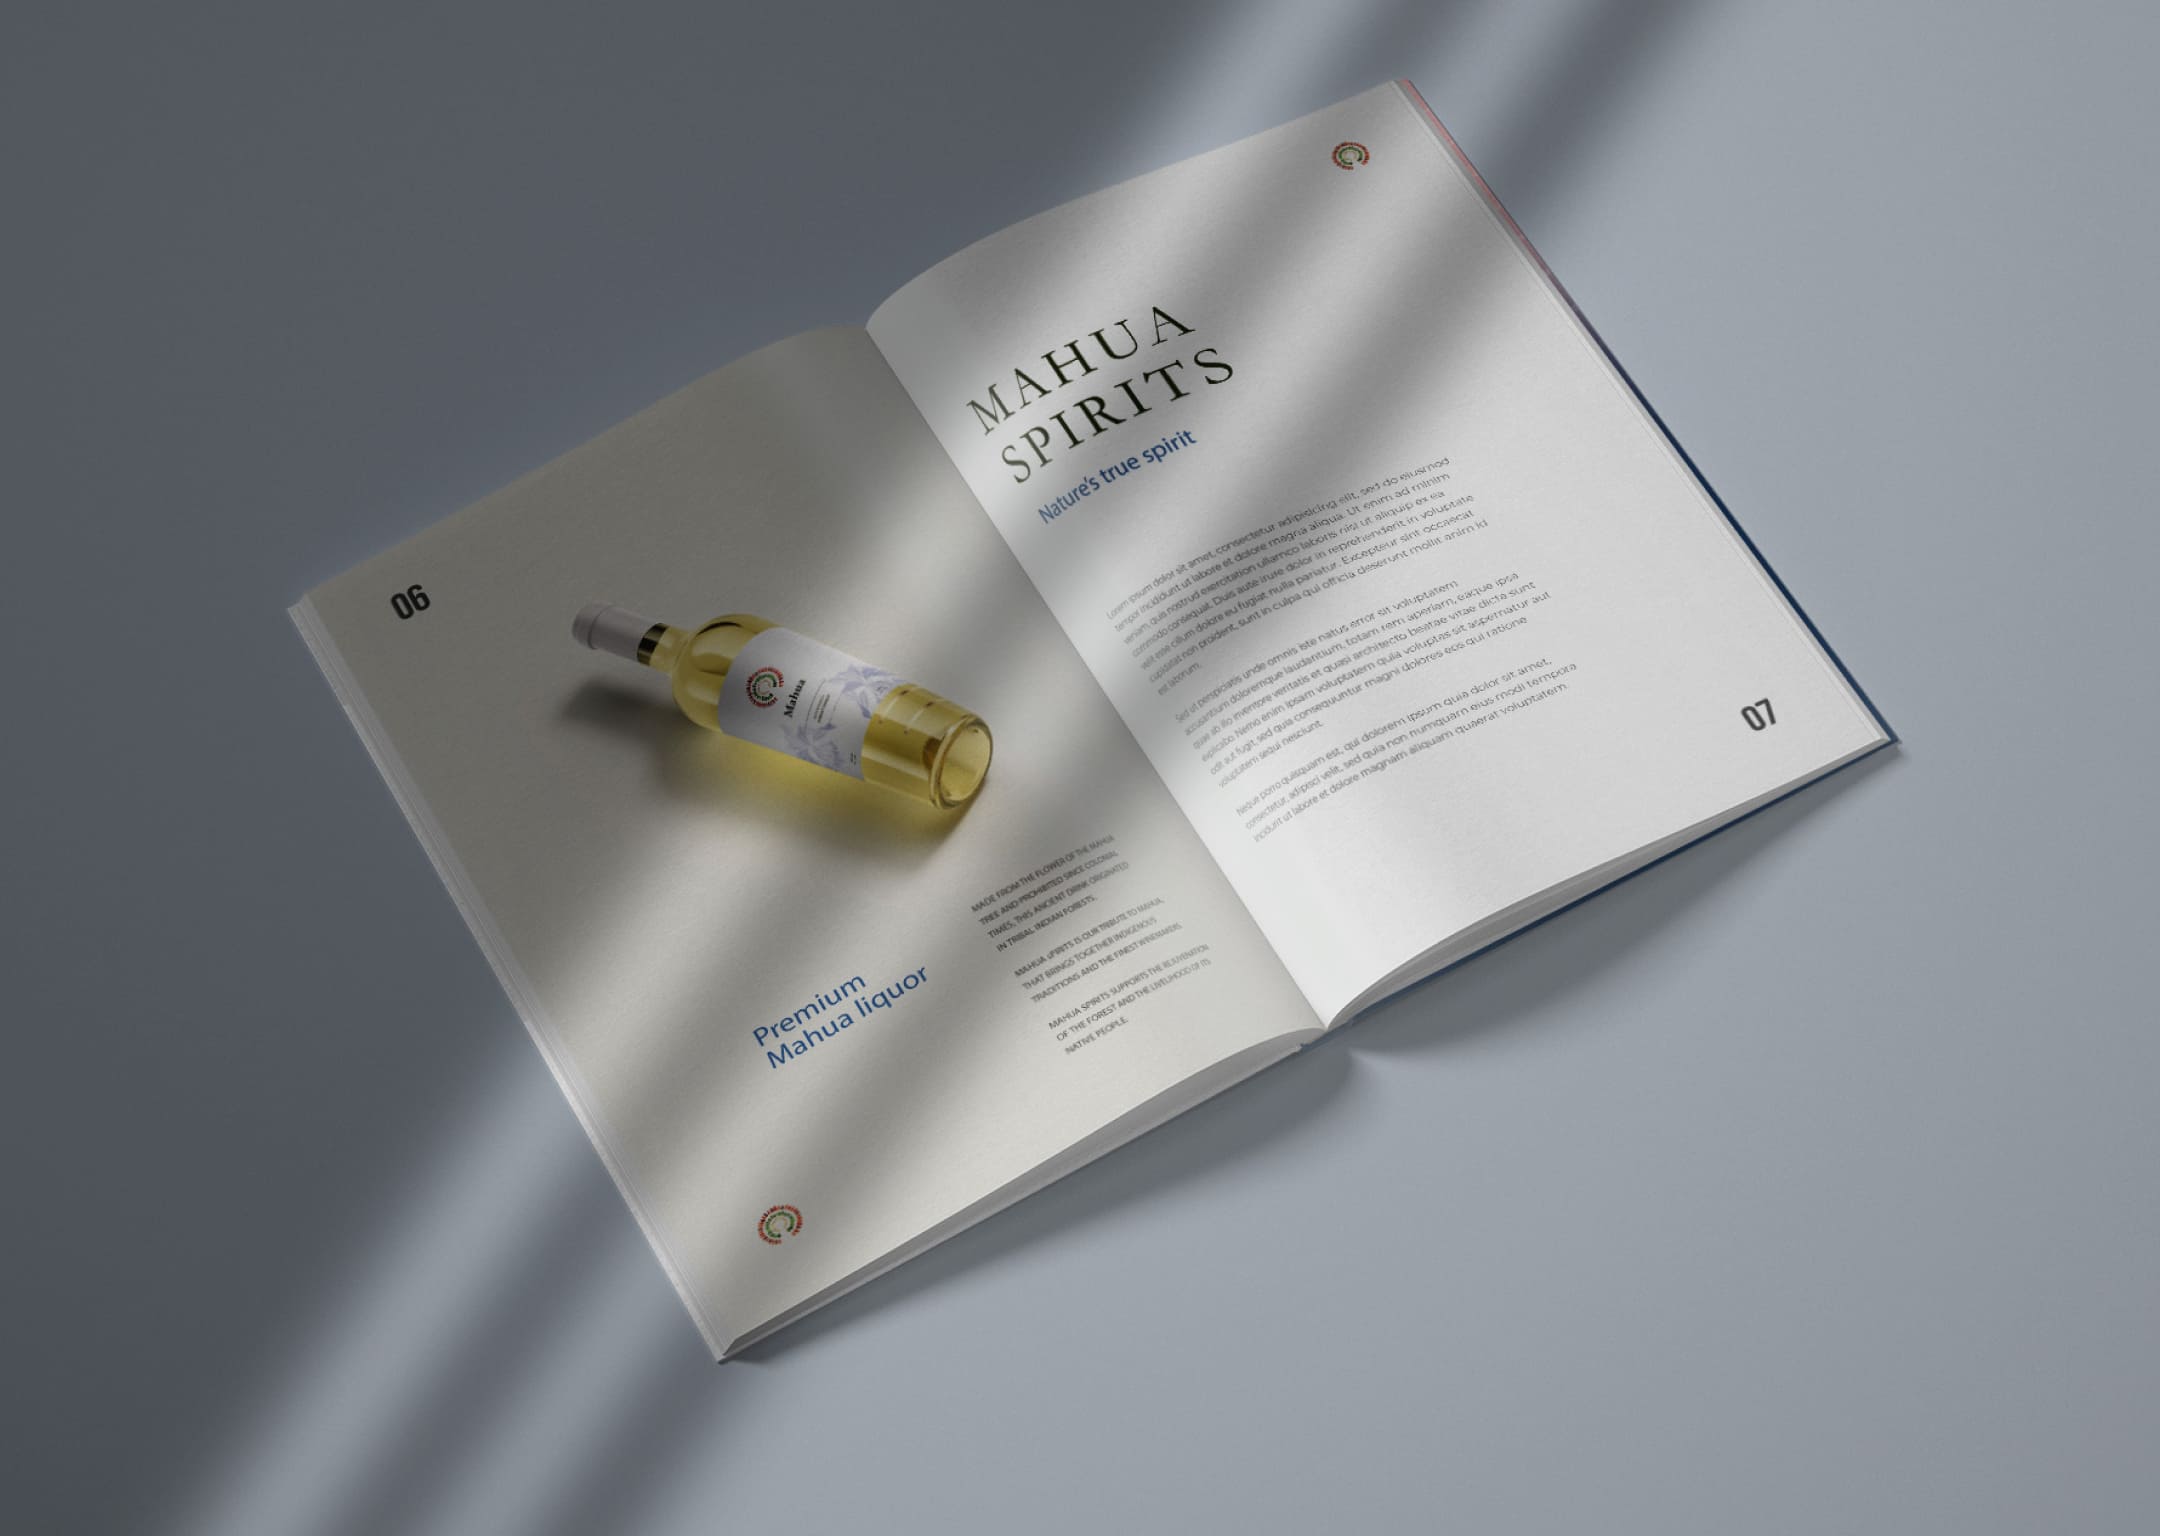 06
Mahua
Premium
Mahua liquor
MADE FROM THE FLOWER OF THE MAHUA
TREE AND PROHIBITED SINCE COLONIAL
TIMES, THIS ANCIENT DRINK ORIGINATED
IN TRIBAL INDIAN FORESTS.
MAHUA SPIRITS IS OUR TRIBUTE TO MAHUA,
THAT BRINGS TOGETHER INDIGENOUS
TRADITIONS AND THE FINEST WINEMAKERS.
MAHUA SPIRITS SUPPORTS THE REJUVENATION
OF THE FOREST AND THE LIVELIHOOD OF ITS
NATIVE PEOPLE.
MAHUA
SPIRITS
Nature's true spirit
Lorem ipsum dolor sit amet, consectetur adipisicing elit, sed do eiusmod
tempor incididunt ut labore et dolore magna aliqua. Ut enim ad minim
veniam, quis nostrud exercitation ullamco laboris nisi ut aliquip ex ea
commodo consequat. Duis aute irure dolor in reprehenderit in voluptate
velit esse cillum dolore eu fugiat nulla pariatur. Excepteur sint occaecat
cupidatat non proident, sunt in culpa qui officia deserunt mollit anim id
est laborum.
Sed ut perspiciatis unde omnis iste natus error sit voluptatem
accusantium doloremque laudantium, totam rem aperiam, eaque ipsa
quae ab illo inventore veritatis et quasi architecto beatae vitae dicta sunt
explicabo. Nemo enim ipsam voluptatem quia voluptas sit aspernatur aut
odit aut fugit, sed quia consequuntur magni dolores eos qui ratione
voluptatem sequi nesciunt.
Neque porro quisquam est, qui dolorem ipsum quia dolor sit amet,
consectetur, adipisci velit, sed quia non numquam eius modi tempora
incidunt ut labore et dolore magnam aliquam quaerat voluptatem.
07